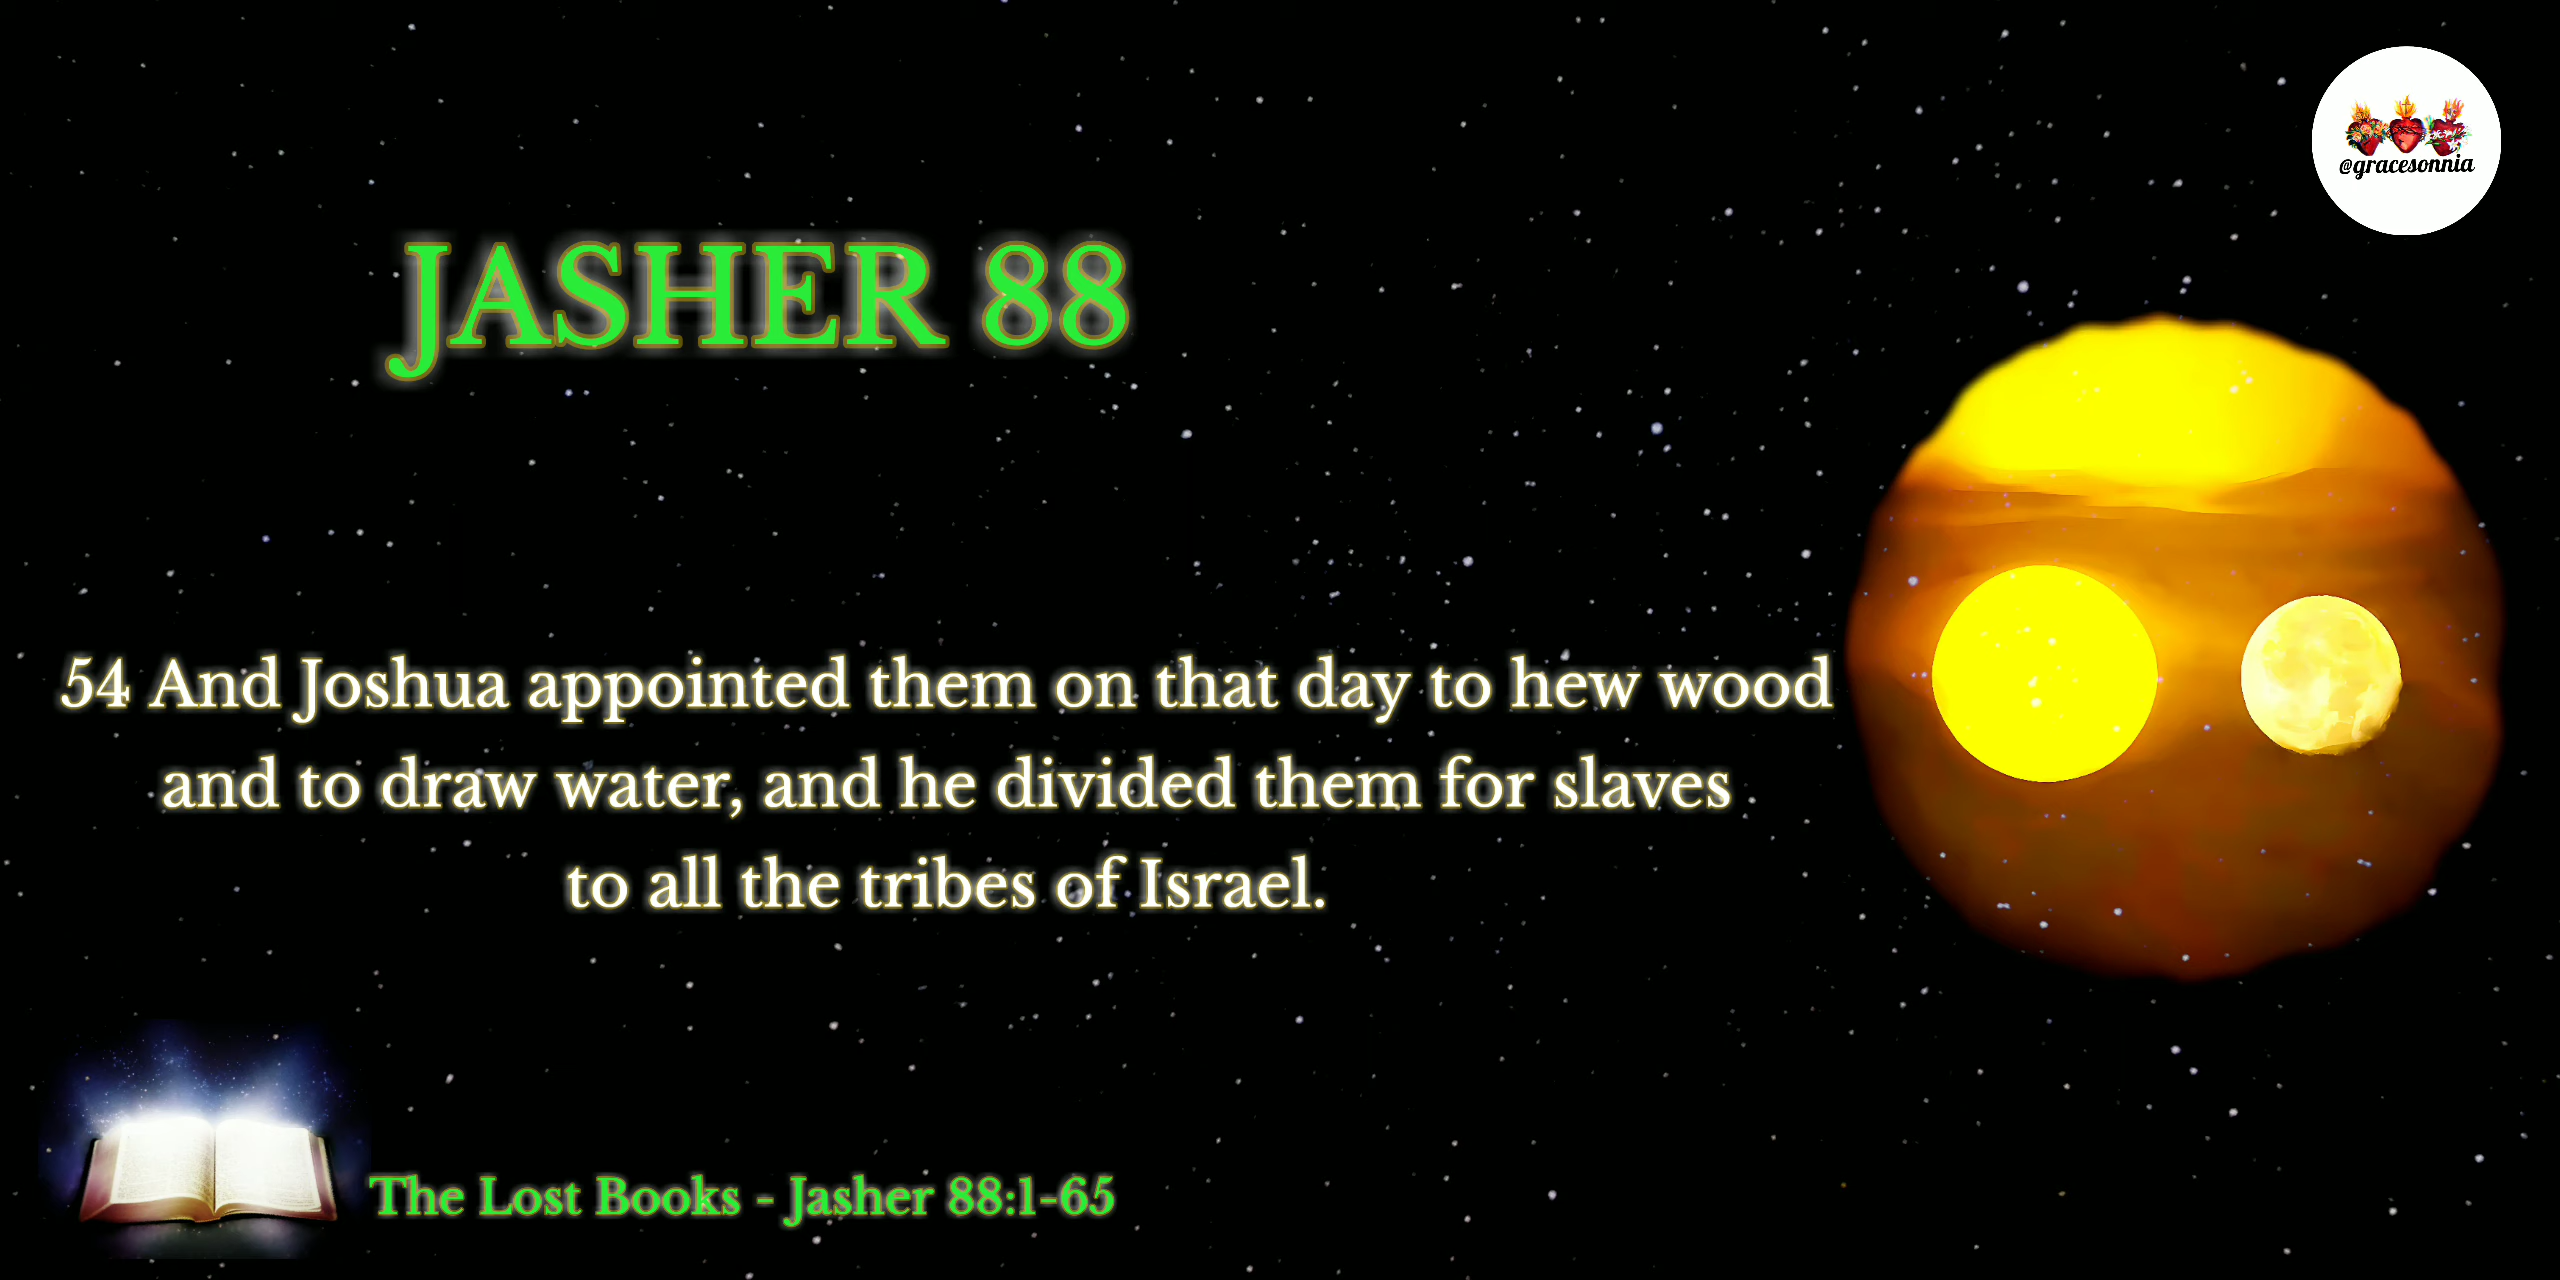 @gracesonnia
JASHER 88
54 And Joshua appointed them on that day to hew wood
and to draw water, and he divided them for slaves
to all the tribes of Israel.
The Lost Books - Jasher 88:1-65